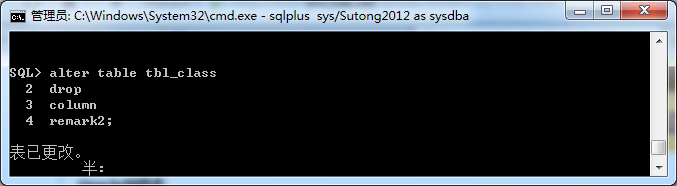 管理员: C:\Windows\System32\cmd.exe - sqlplus  sys/Sutong2012 as sysdba
SQL> alter table tbl_class
  2  drop
  3  column
  4  remark2;
表已更改。
半: